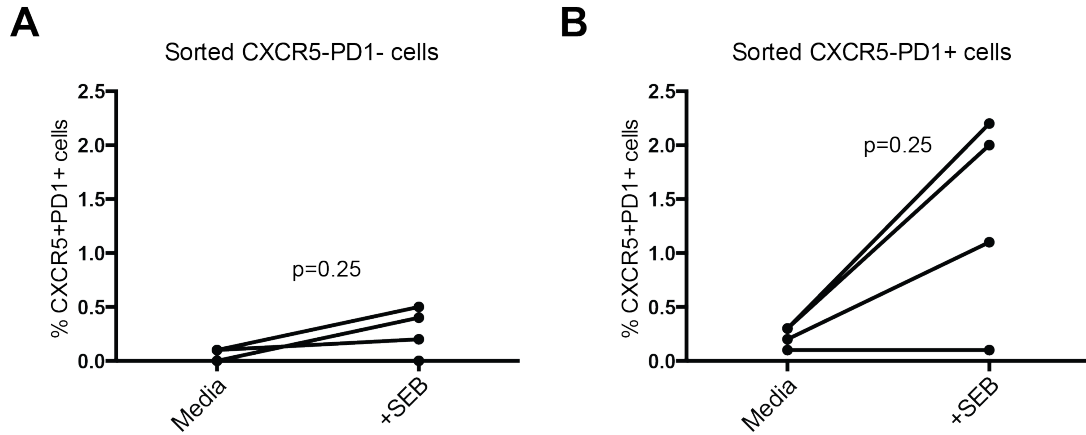 A
Sorted CXCR5-PD1- cells
% CXCR5+PD1+ cells
2.5
2.0
1.5
1.0
0.5
0.0
p=0.25
Media
+SEB
B
Sorted CXCR5-PD1+ cells
% CXCR5+PD1+ cells
2.5
2.0
1.5
1.0
0.5
0.0
p=0.25
Media
+SEB